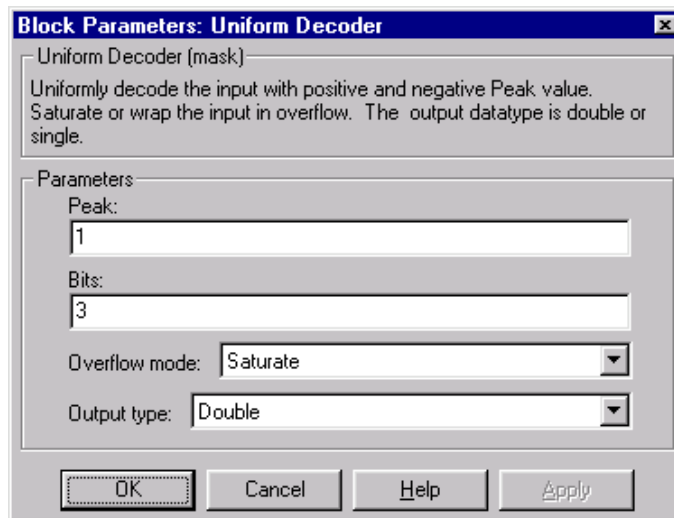 Block Parameters: Uniform Decoder
Uniform Decoder (mask)
Uniformly decode the input with positive and negative Peak value.
Saturate or wrap the input in overflow.  The  output datatype is double or
single.
Parameters
Peak:
1
Bits:
3
Overflow mode: Saturate
Output type: Double
OK Cancel Help Apply